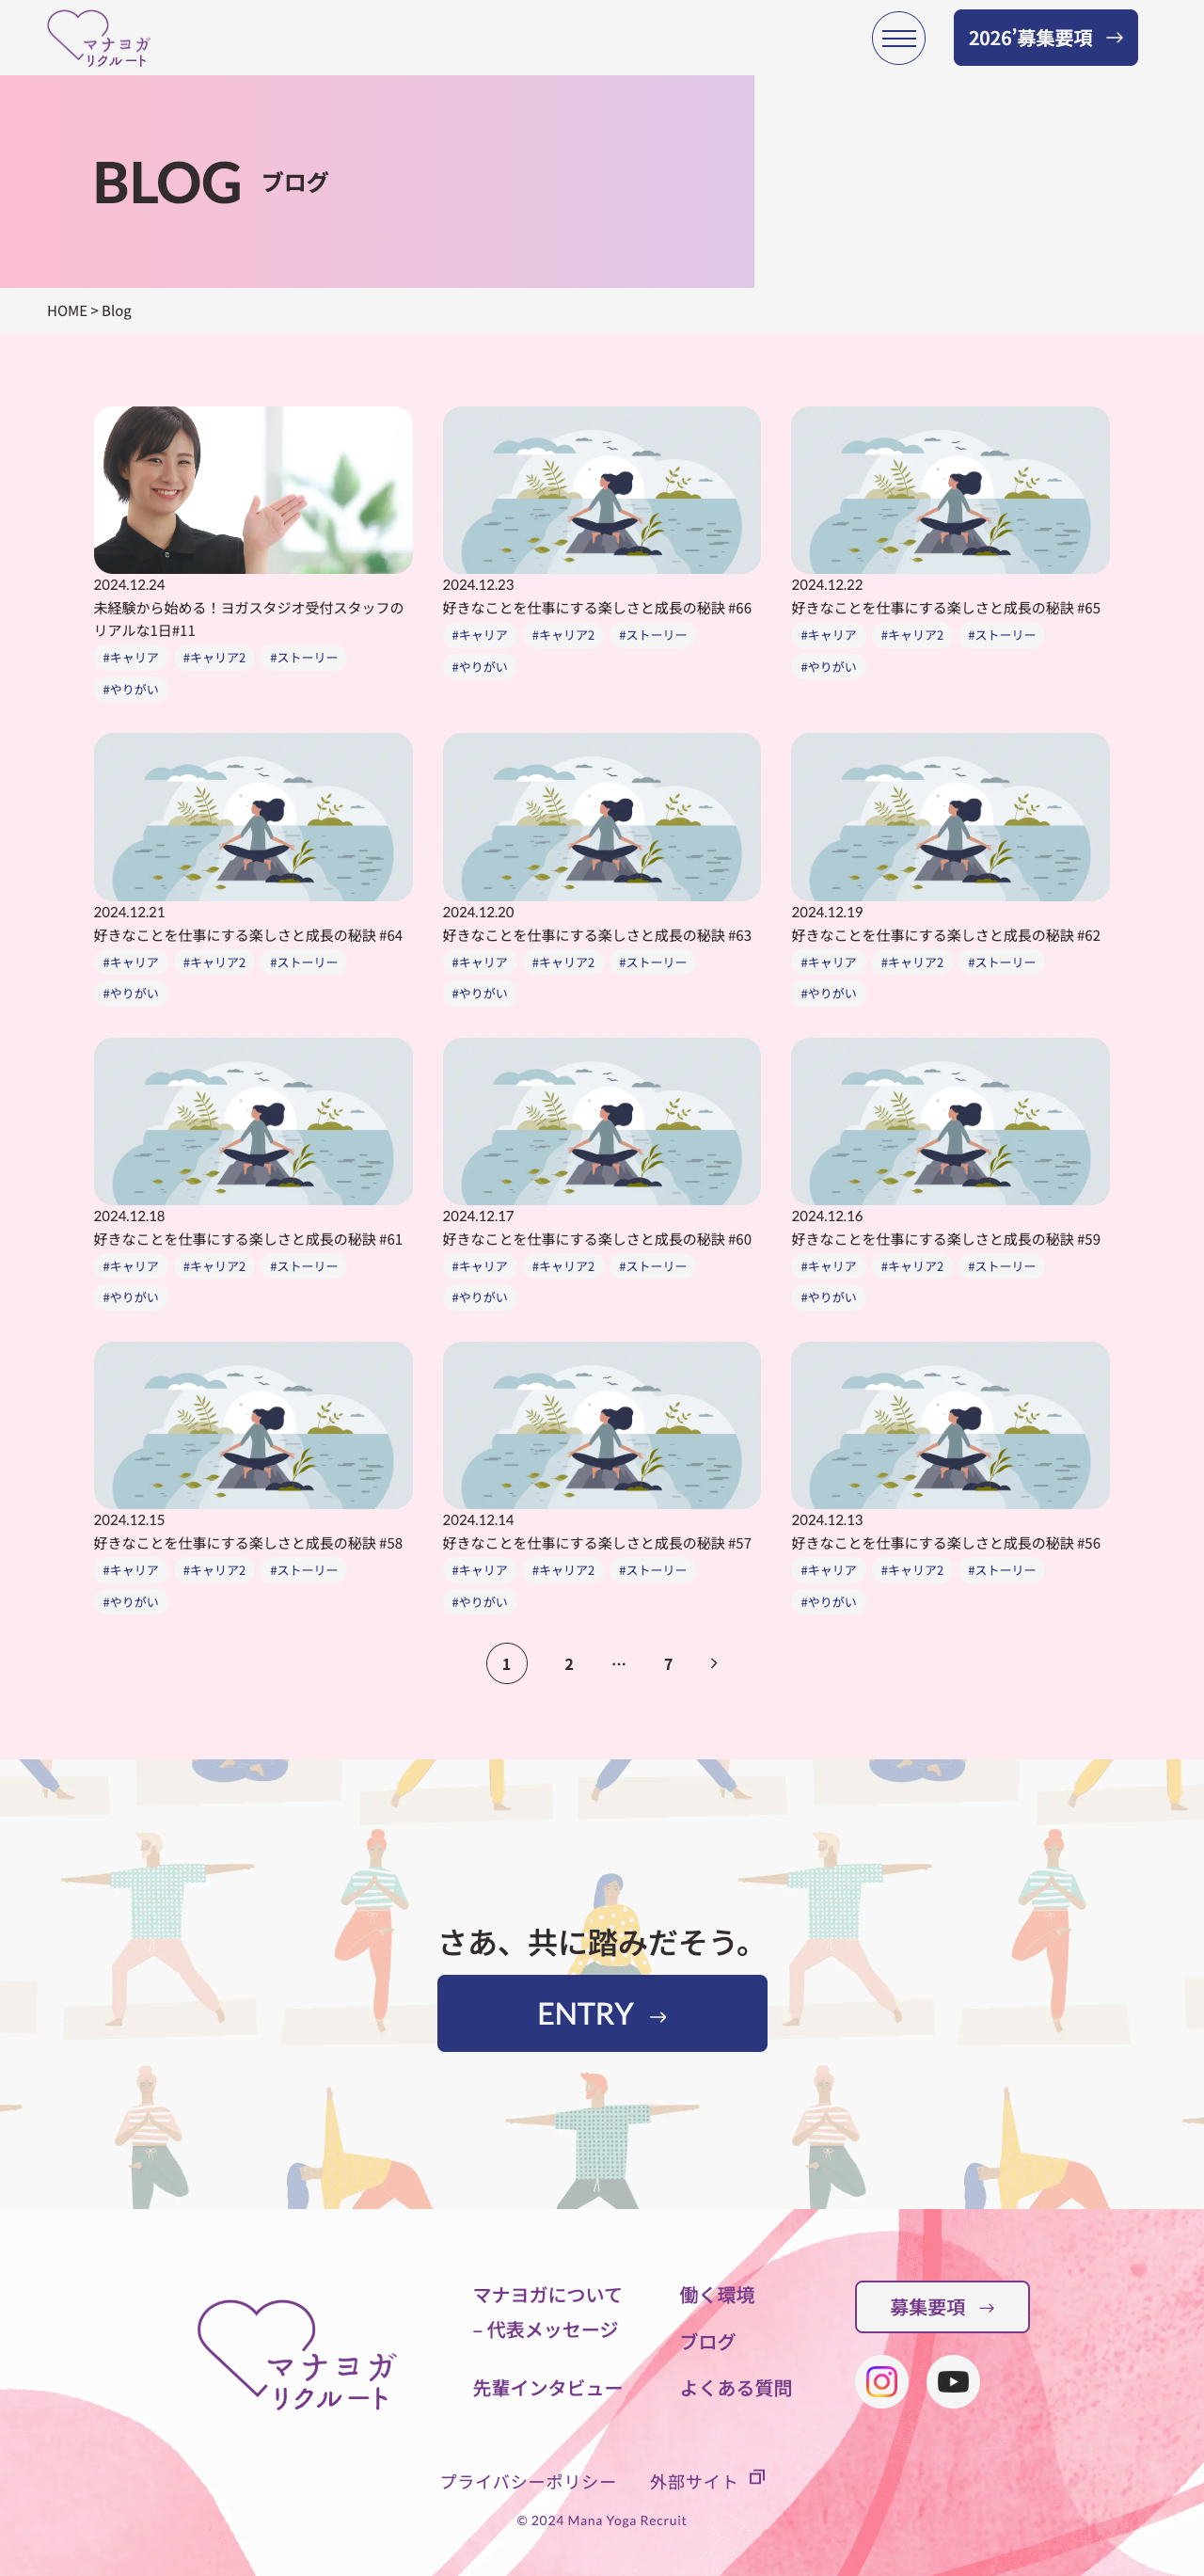 マナヨガ
リクルート
2026’募集要項 →
BLOG ブログ
HOME > Blog
2024.12.24
未経験から始める！ヨガスタジオ受付スタッフの
リアルな1日#11
#キャリア #キャリア2 #ストーリー
#やりがい
2024.12.23
好きなことを仕事にする楽しさと成長の秘訣 #66
#キャリア #キャリア2 #ストーリー
#やりがい
2024.12.22
好きなことを仕事にする楽しさと成長の秘訣 #65
#キャリア #キャリア2 #ストーリー
#やりがい
2024.12.21
好きなことを仕事にする楽しさと成長の秘訣 #64
#キャリア #キャリア2 #ストーリー
#やりがい
2024.12.20
好きなことを仕事にする楽しさと成長の秘訣 #63
#キャリア #キャリア2 #ストーリー
#やりがい
2024.12.19
好きなことを仕事にする楽しさと成長の秘訣 #62
#キャリア #キャリア2 #ストーリー
#やりがい
2024.12.18
好きなことを仕事にする楽しさと成長の秘訣 #61
#キャリア #キャリア2 #ストーリー
#やりがい
2024.12.17
好きなことを仕事にする楽しさと成長の秘訣 #60
#キャリア #キャリア2 #ストーリー
#やりがい
2024.12.16
好きなことを仕事にする楽しさと成長の秘訣 #59
#キャリア #キャリア2 #ストーリー
#やりがい
2024.12.15
好きなことを仕事にする楽しさと成長の秘訣 #58
#キャリア #キャリア2 #ストーリー
#やりがい
2024.12.14
好きなことを仕事にする楽しさと成長の秘訣 #57
#キャリア #キャリア2 #ストーリー
#やりがい
2024.12.13
好きなことを仕事にする楽しさと成長の秘訣 #56
#キャリア #キャリア2 #ストーリー
#やりがい
1 2 … 7 >
さあ、共に踏みだそう。
ENTRY →
マナヨガ
リクルート
マナヨガについて
– 代表メッセージ
先輩インタビュー
働く環境
ブログ
よくある質問
募集要項 →
プライバシーポリシー 外部サイト
© 2024 Mana Yoga Recruit